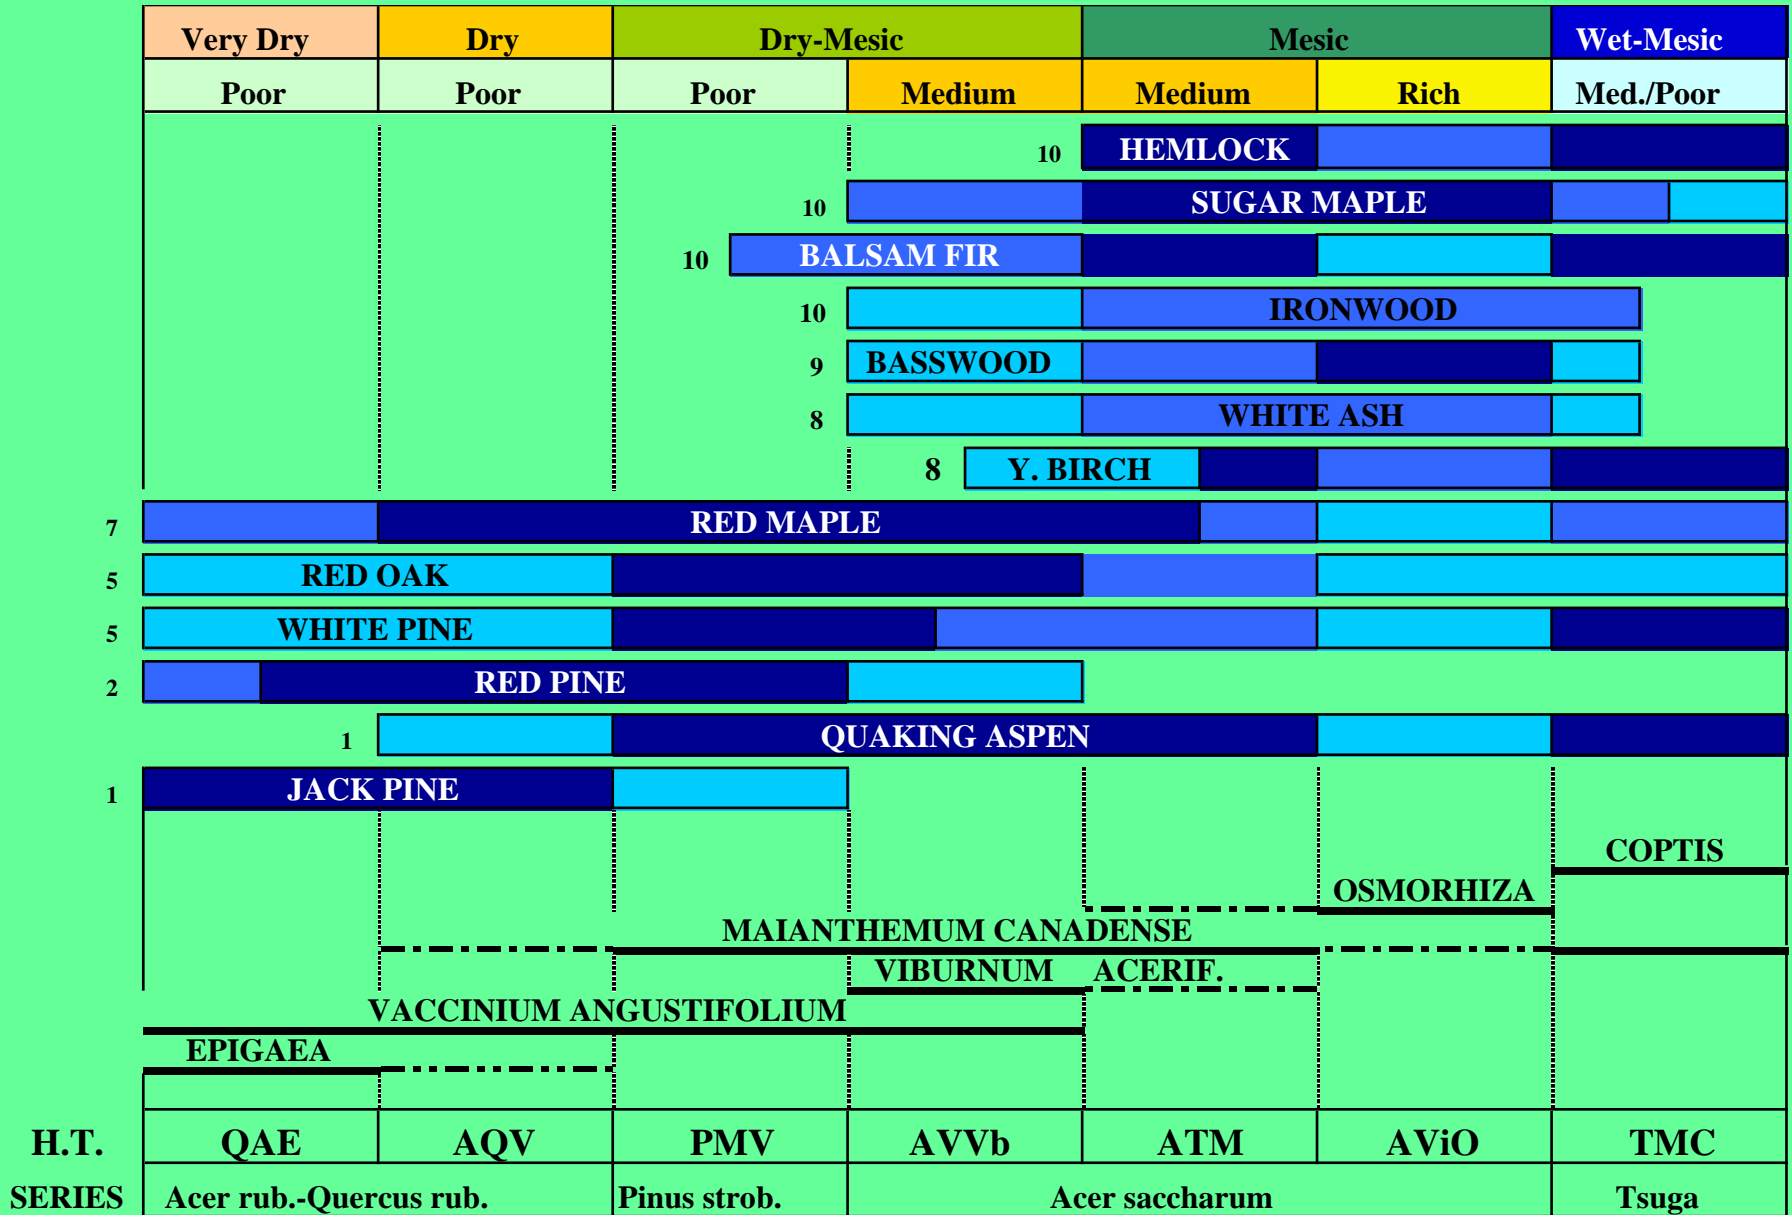 Very Dry Dry Dry-Mesic Mesic Wet-Mesic
Poor Poor Poor Medium Medium Rich Med./Poor
10 HEMLOCK
10 SUGAR MAPLE
10 BALSAM FIR
10 IRONWOOD
9 BASSWOOD
8 WHITE ASH
8 Y. BIRCH
7 RED MAPLE
5 RED OAK
5 WHITE PINE
2 RED PINE
1 QUAKING ASPEN
1 JACK PINE
COPTIS
OSMORHIZA
MAIANTHEMUM CANADENSE
VIBURNUM ACERIF.
VACCINIUM ANGUSTIFOLIUM
EPIGAEA
H.T. QAE AQV PMV AVVb ATM AViO TMC
SERIES Acer rub.-Quercus rub. Pinus strob. Acer saccharum Tsuga